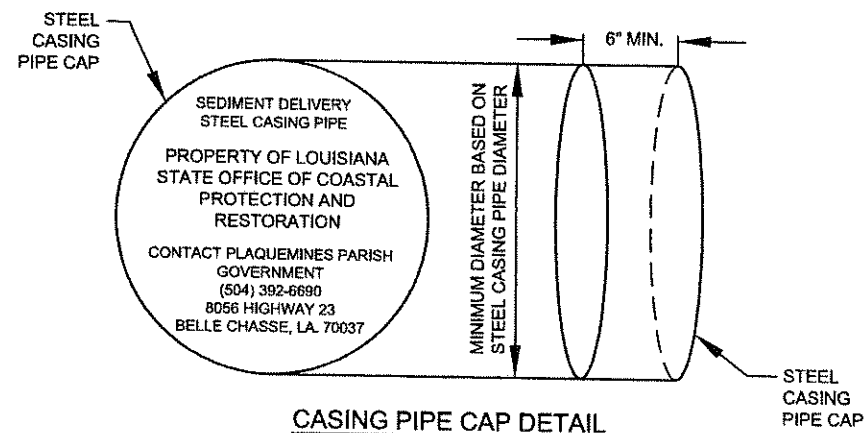 STEEL
CASING
PIPE CAP
6" MIN.
SEDIMENT DELIVERY
STEEL CASING PIPE
PROPERTY OF LOUISIANA
STATE OFFICE OF COASTAL
PROTECTION AND
RESTORATION
CONTACT PLAQUEMINES PARISH
GOVERNMENT
(504) 392-6690
8056 HIGHWAY 23
BELLE CHASSE, LA. 70037
MINIMUM DIAMETER BASED ON
STEEL CASING PIPE DIAMETER
STEEL
CASING
PIPE CAP
CASING PIPE CAP DETAIL